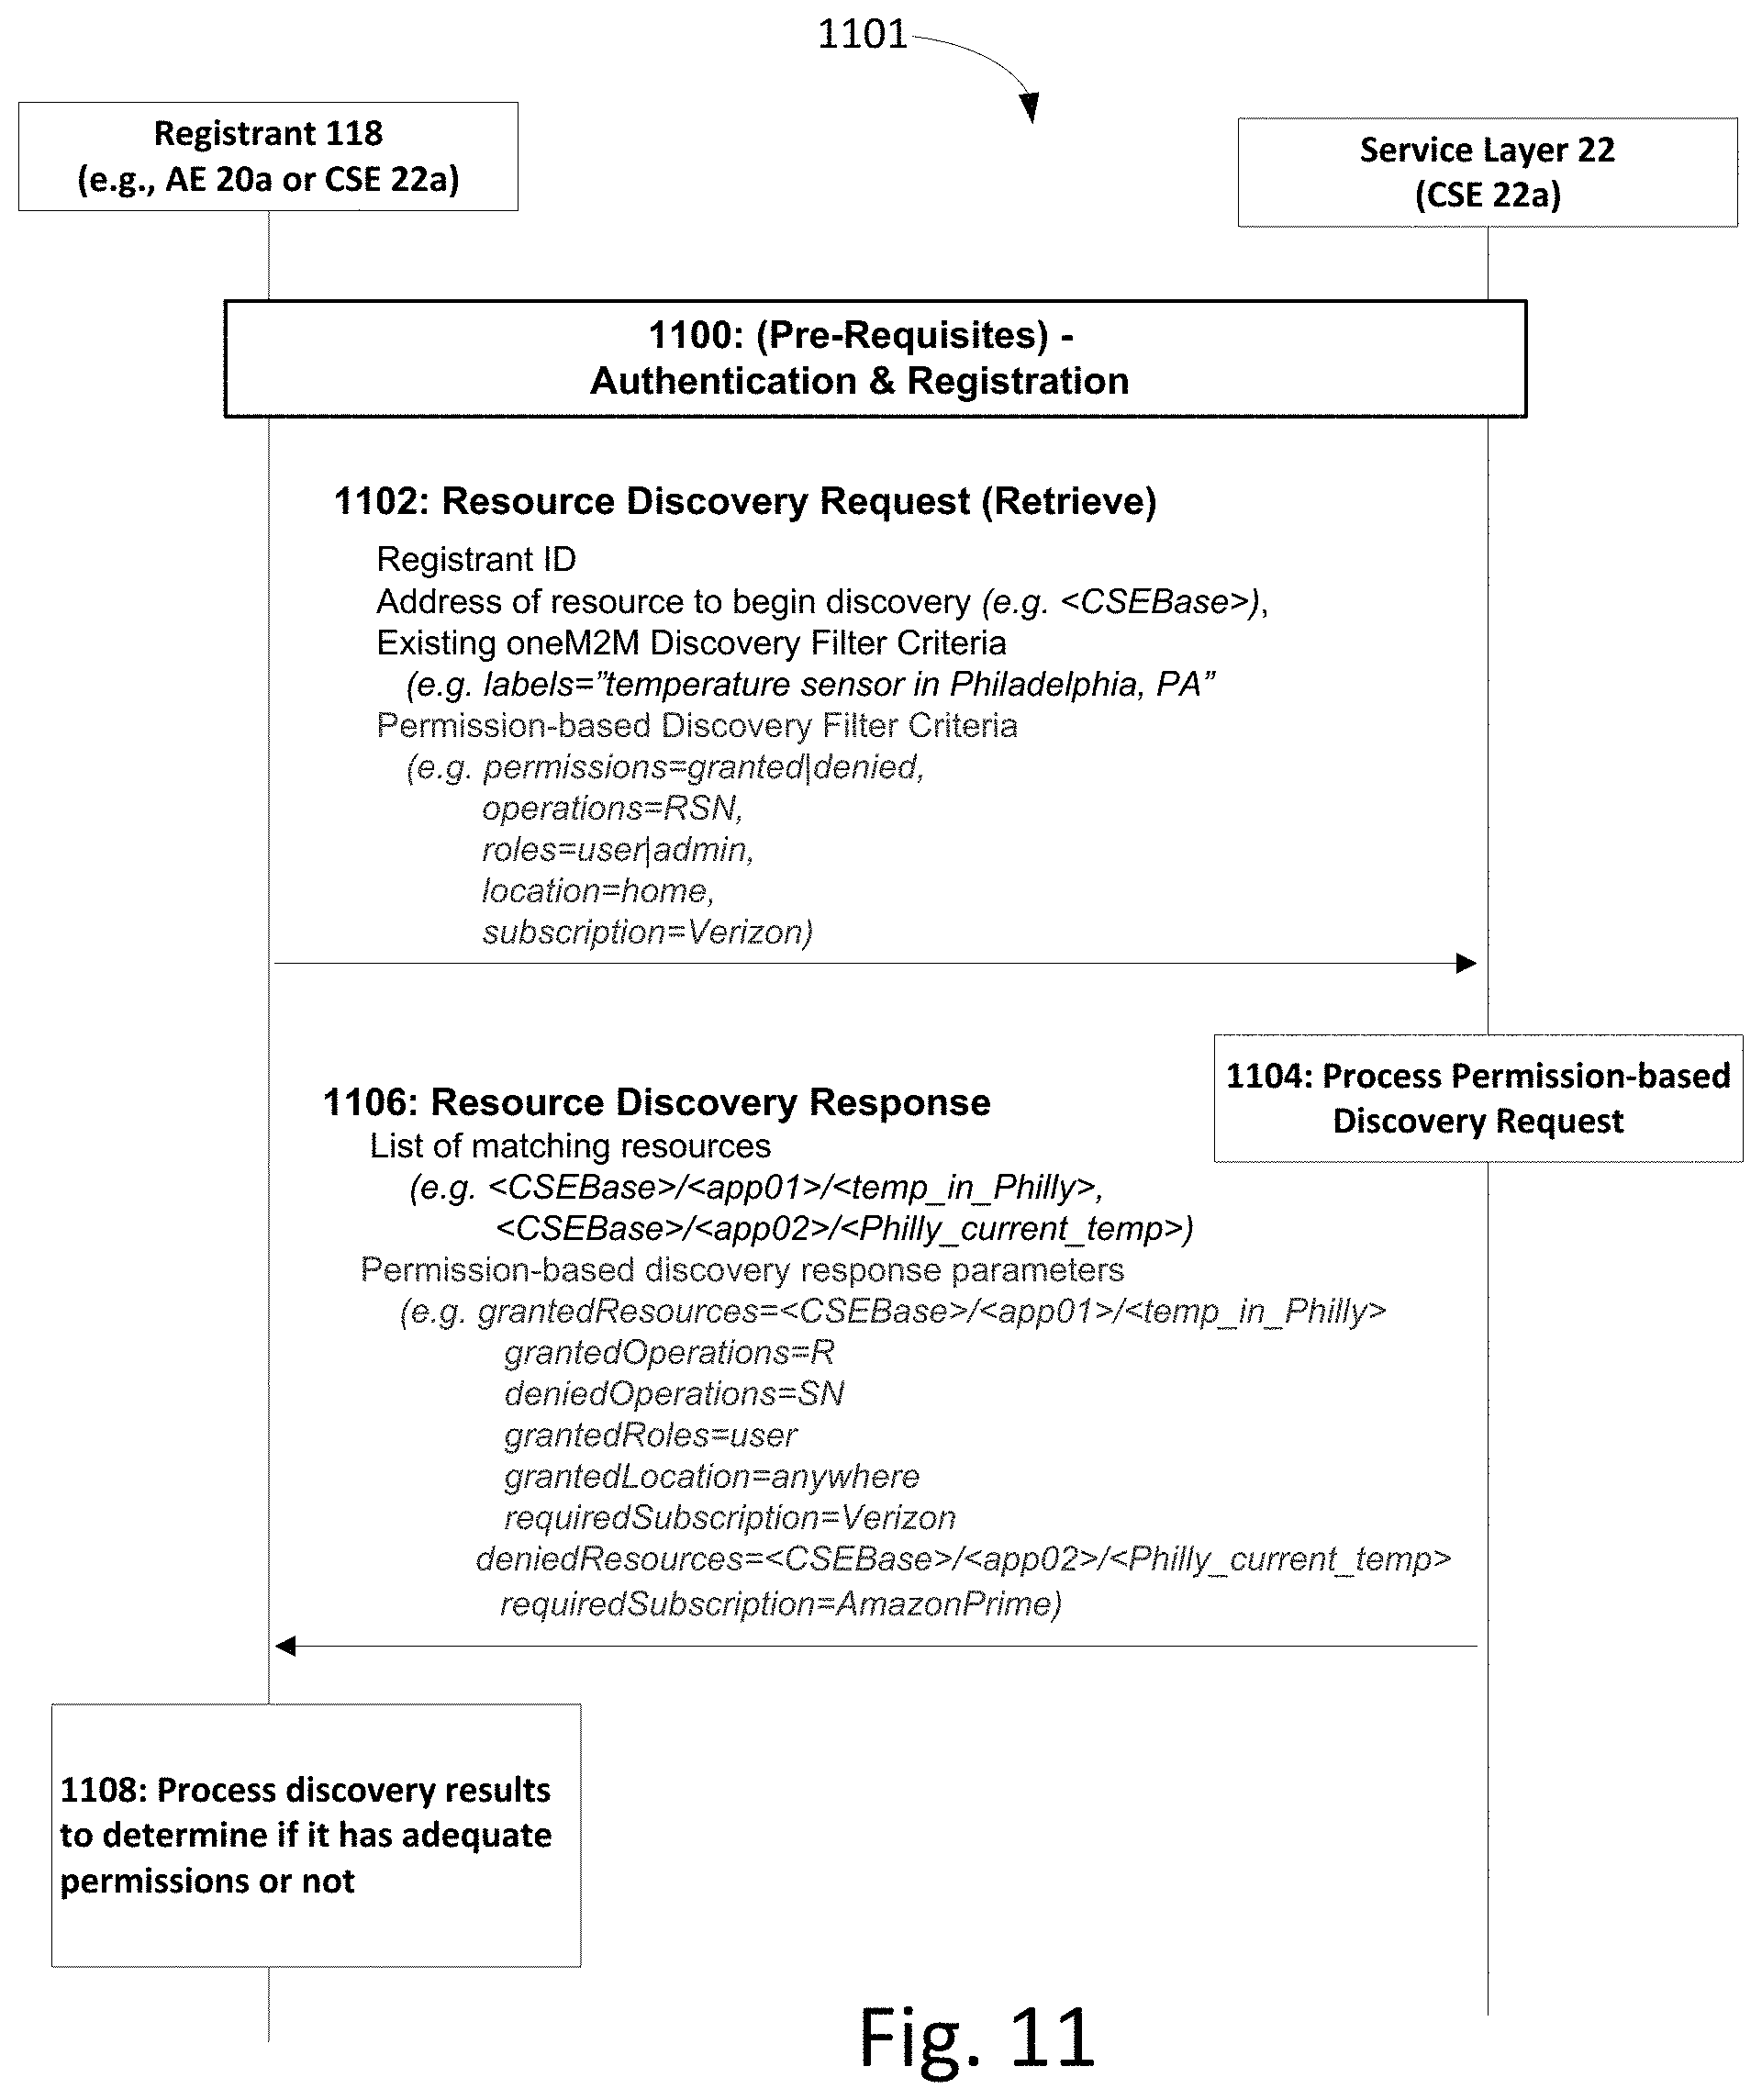 1101
Registrant 118
(e.g., AE 20a or CSE 22a)
Service Layer 22
(CSE 22a)
1100: (Pre-Requisites) -
Authentication & Registration
1102: Resource Discovery Request (Retrieve)
Registrant ID
Address of resource to begin discovery (e.g. <CSEBase>),
Existing oneM2M Discovery Filter Criteria
(e.g. labels=”temperature sensor in Philadelphia, PA”
Permission-based Discovery Filter Criteria
(e.g. permissions=granted|denied,
operations=RSN,
roles=user|admin,
location=home,
subscription=Verizon)
1104: Process Permission-based
Discovery Request
1106: Resource Discovery Response
List of matching resources
(e.g. <CSEBase>/<app01>/<temp_in_Philly>,
<CSEBase>/<app02>/<Philly_current_temp>)
Permission-based discovery response parameters
(e.g. grantedResources=<CSEBase>/<app01>/<temp_in_Philly>
grantedOperations=R
deniedOperations=SN
grantedRoles=user
grantedLocation=anywhere
requiredSubscription=Verizon
deniedResources=<CSEBase>/<app02>/<Philly_current_temp>
requiredSubscription=AmazonPrime)
1108: Process discovery results
to determine if it has adequate
permissions or not
Fig. 11